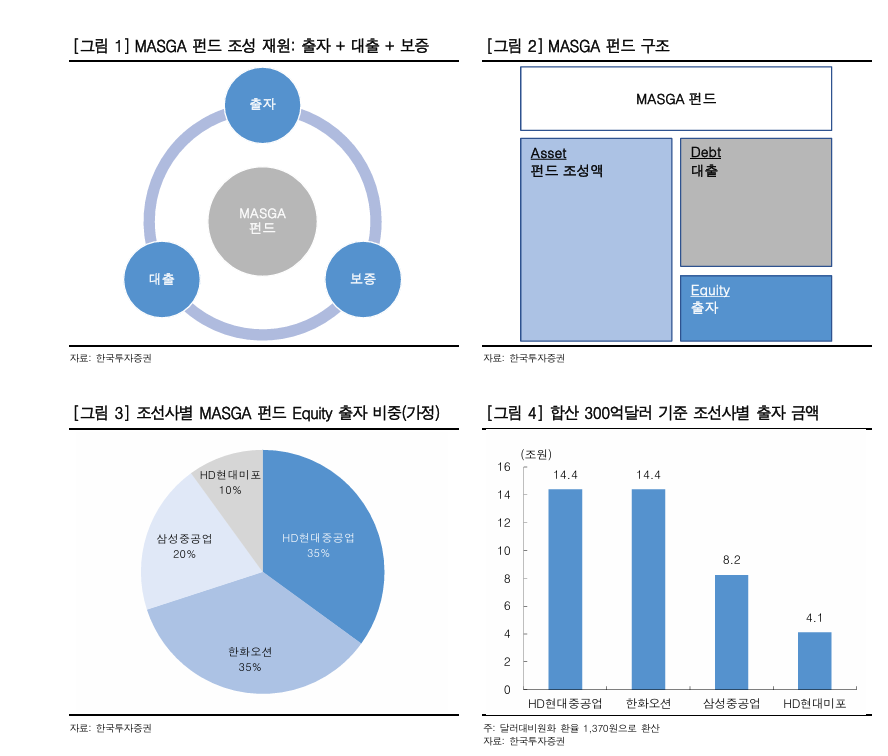 [그림 1] MASGA 펀드 조성 재원: 출자 + 대출 + 보증
출자
MASGA
펀드
대출
보증
자료: 한국투자증권
[그림 2] MASGA 펀드 구조
MASGA 펀드
Asset
펀드 조성액
Debt
대출
Equity
출자
자료: 한국투자증권
[그림 3] 조선사별 MASGA 펀드 Equity 출자 비중(가정)
HD현대미포
10%
HD현대중공업
35%
삼성중공업
20%
한화오션
35%
자료: 한국투자증권
[그림 4] 합산 300억달러 기준 조선사별 출자 금액
(조원)
16
14
12
10
8
6
4
2
0
14.4
14.4
8.2
4.1
HD현대중공업
한화오션
삼성중공업
HD현대미포
주: 달러대비원화 환율 1,370원으로 환산
자료: 한국투자증권